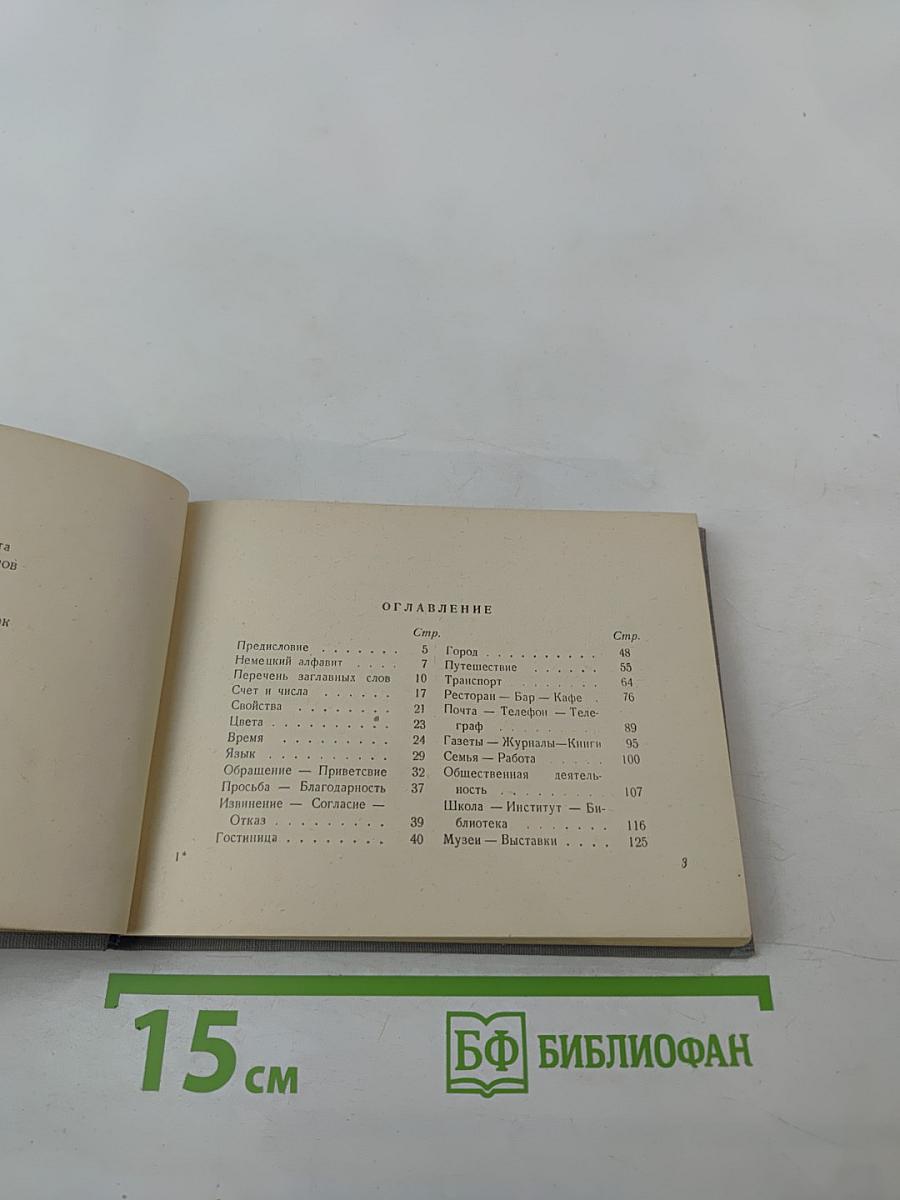 та
ров
ок
ОГЛАВЛЕНИЕ
Стр.
Предисловие . . . . . . . 5
Немецкий алфавит . . . . 7
Перечень заглавных слов 10
Счет и числа . . . . . . 17
Свойства . . . . . . . . 21
Цвета . . . . . . . . . 23
Время . . . . . . . . 24
Язык . . . . . . . . . . 29
Обращение — Приветсвие 32
Просьба — Благодарность 37
Извинение — Согласие —
Отказ . . . . . . . . . 39
Гостиница . . . . . . . . 40
1*
Стр.
Город . . . . . . . . . . 48
Путешествие . . . . . . 55
Транспорт . . . . . . . 64
Ресторан — Бар — Кафе . 76
Почта — Телефон — Теле-
граф . . . . . . . . 89
Газеты — Журналы—Книги 95
Семья — Работа . . . . . 100
Общественная деятель-
ность . . . . . . . . . 107
Школа — Институт — Би-
блиотека . . . . . . . 116
Музеи — Выставки . . . . 125
3
15 см
БФ БИБЛИОФАН